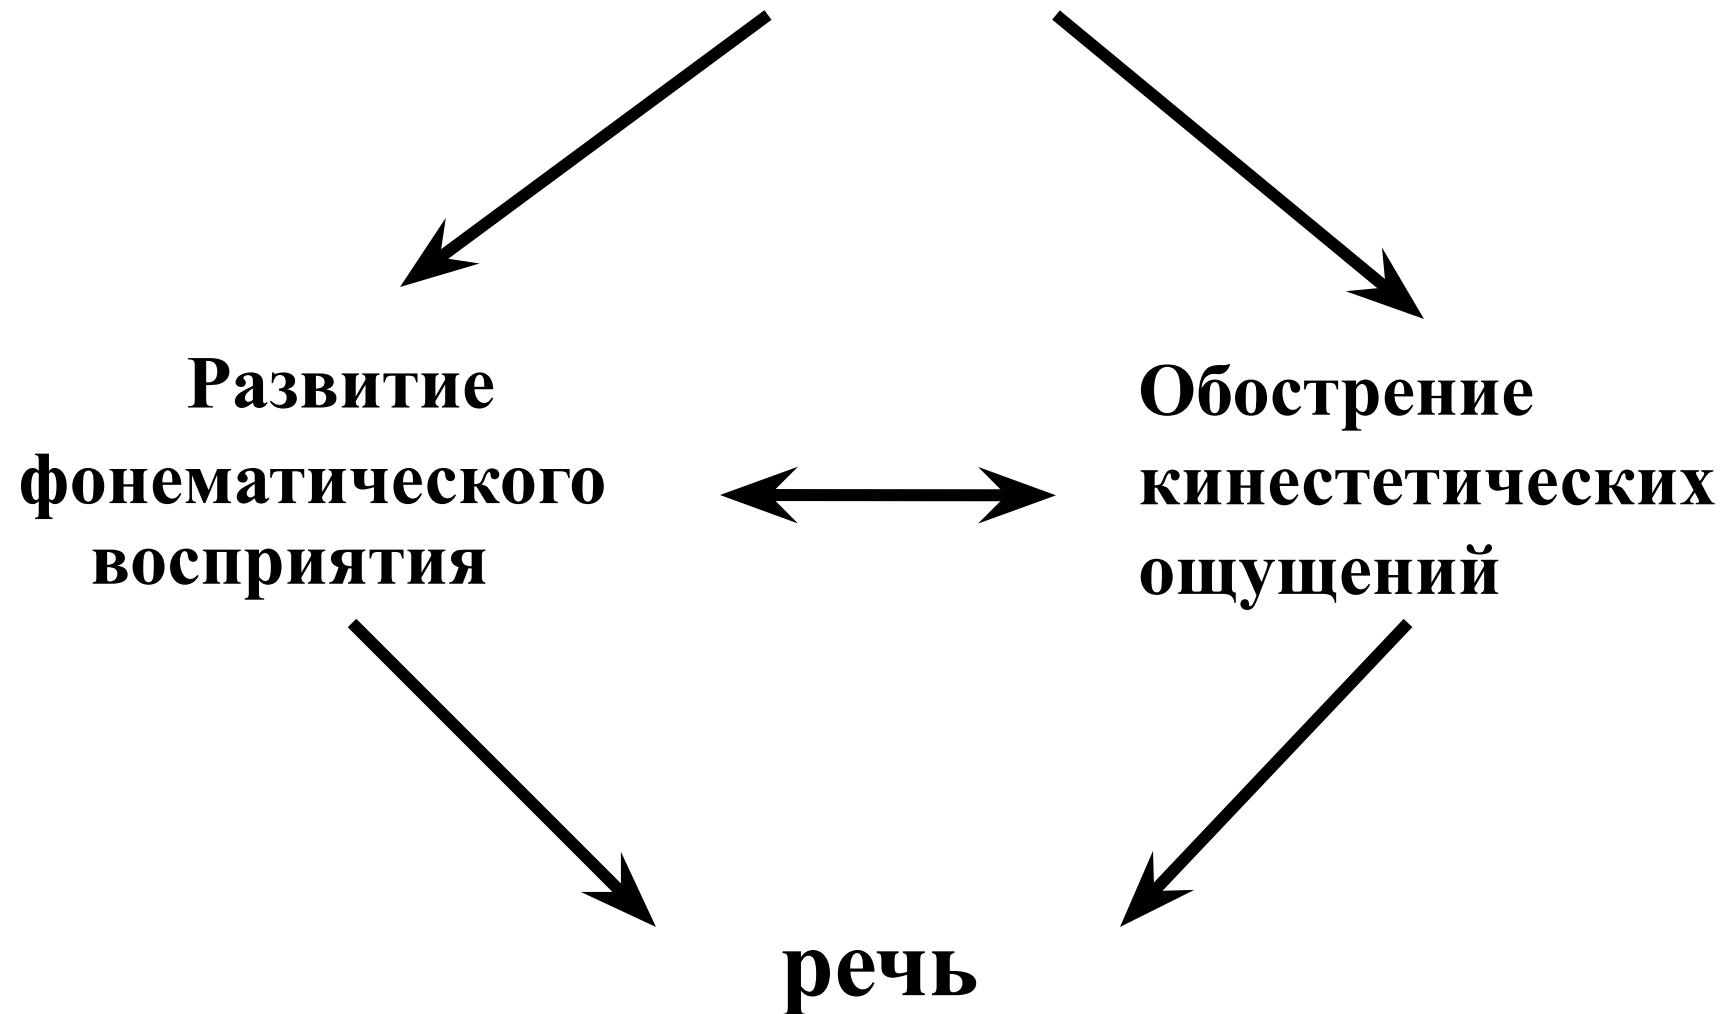 Развитие
фонематического
восприятия
Обострение
кинестетических
ощущений
речь